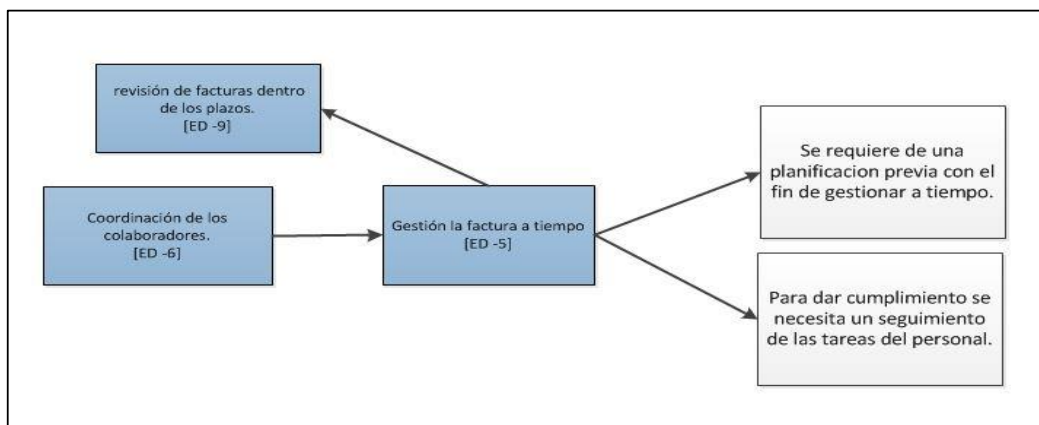 revisión de facturas dentro
de los plazos.
[ED -9]
Coordinación de los
colaboradores.
[ED -6]
Gestión la factura a tiempo
[ED -5]
Se requiere de una
planificacion previa con el
fin de gestionar a tiempo.
Para dar cumplimiento se
necesita un seguimiento
de las tareas del personal.